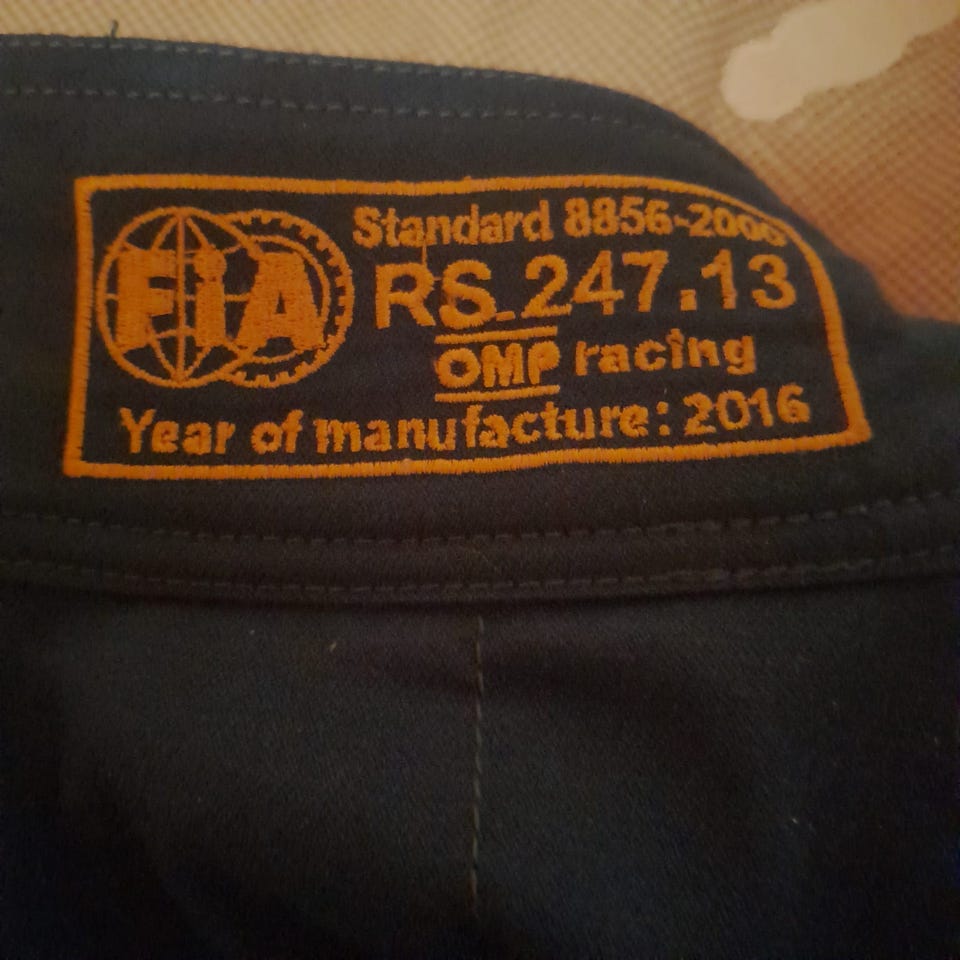 FiA
Standard 8856-2000
RS.247.13
OMP racing
Year of manufacture: 2016